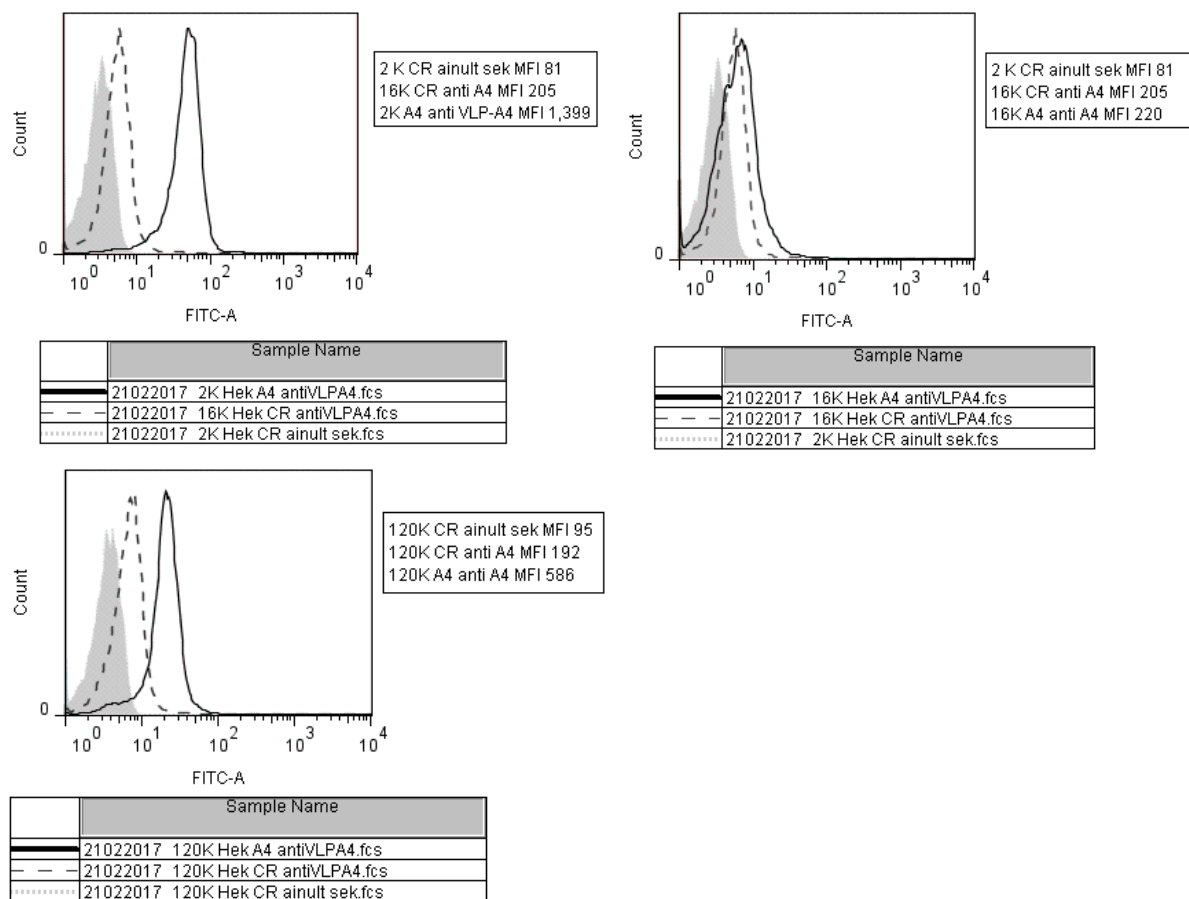 Count
0
10^0 10^1 10^2 10^3 10^4
FITC-A
2 K CR ainult sek MFI 81
16K CR anti A4 MFI 205
2K A4 anti VLP-A4 MFI 1,399
Sample Name
21022017 2K Hek A4 antiVLPA4.fcs
21022017 16K Hek CR antiVLPA4.fcs
21022017 2K Hek CR ainult sek.fcs
Count
0
10^0 10^1 10^2 10^3 10^4
FITC-A
2 K CR ainult sek MFI 81
16K CR anti A4 MFI 205
16K A4 anti A4 MFI 220
Sample Name
21022017 16K Hek A4 antiVLPA4.fcs
21022017 16K Hek CR antiVLPA4.fcs
21022017 2K Hek CR ainult sek.fcs
Count
0
10^0 10^1 10^2 10^3 10^4
FITC-A
120K CR ainult sek MFI 95
120K CR anti A4 MFI 192
120K A4 anti A4 MFI 586
Sample Name
21022017 120K Hek A4 antiVLPA4.fcs
21022017 120K Hek CR antiVLPA4.fcs
21022017 120K Hek CR ainult sek.fcs